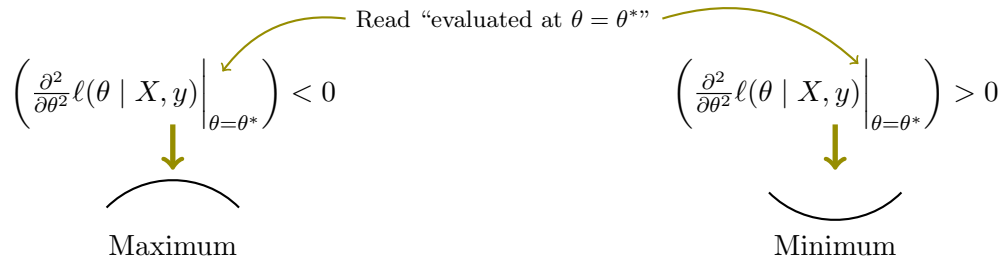 Read “evaluated at θ = θ*”
(∂²/∂θ² ℓ(θ | X, y)|θ=θ*) < 0
(∂²/∂θ² ℓ(θ | X, y)|θ=θ*) > 0
Maximum
Minimum